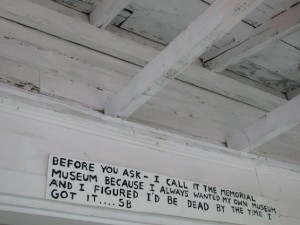 BEFORE YOU ASK - I CALL IT THE MEMORIAL
MUSEUM BECAUSE I ALWAYS WANTED MY OWN MUSEUM
AND I FIGURED I'D BE DEAD BY THE TIME I
GOT IT.... SB